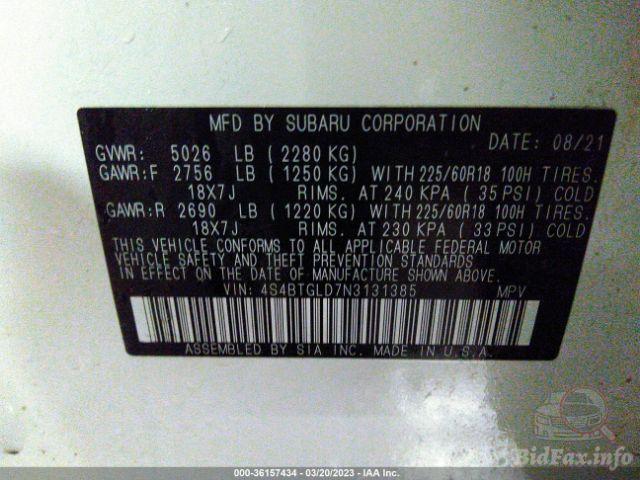 MFD BY SUBARU CORPORATION
DATE: 08/21
GVWR: 5026 LB ( 2280 KG)
GAWR:F 2756 LB ( 1250 KG) WITH 225/60R18 100H TIRES.
18X7J RIMS. AT 240 KPA ( 35 PSI) COLD
GAWR:R 2690 LB ( 1220 KG) WITH 225/60R18 100H TIRES.
18X7J RIMS. AT 230 KPA ( 33 PSI) COLD
THIS VEHICLE CONFORMS TO ALL APPLICABLE FEDERAL MOTOR
VEHICLE SAFETY AND THEFT PREVENTION STANDARDS
IN EFFECT ON THE DATE OF MANUFACTURE SHOWN ABOVE.
VIN: 4S4BTGLD7N3131385 MPV
ASSEMBLED BY SIA INC. MADE IN U.S.A.
BidFax.info
000-36157434 - 03/20/2023 - IAA Inc.